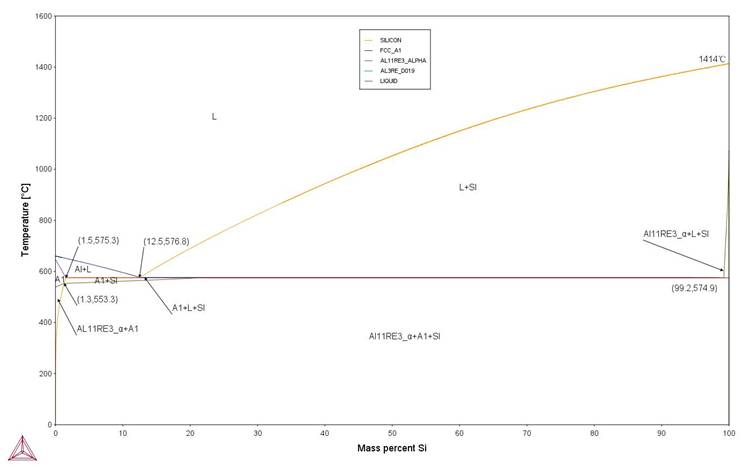 1600
1400
1200
1000
800
600
400
200
0
Temperature [°C]
SILICON
FCC_A1
AL11RE3_ALPHA
AL3RE_D019
LIQUID
1414℃
L
L+SI
(1.5,575.3)
(12.5,576.8)
Al11RE3_α+L+SI
Al+L
A1
A1+SI
(1.3,553.3)
(99.2,574.9)
A1+L+SI
AL11RE3_α+A1
Al11RE3_α+A1+SI
0 10 20 30 40 50 60 70 80 90 100
Mass percent Si